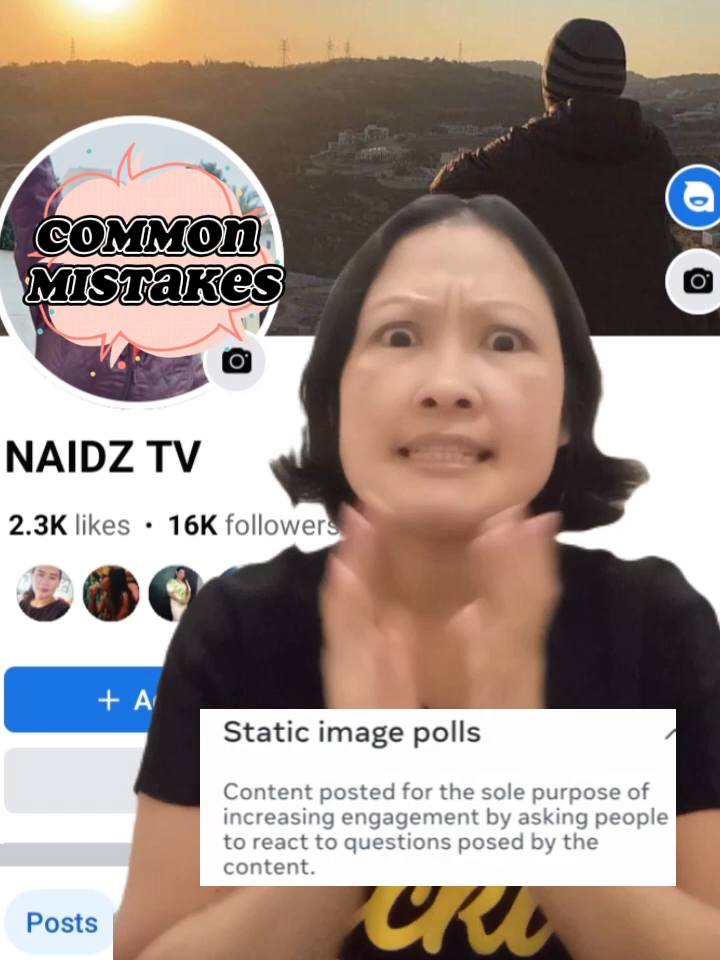 COMMON
MISTAKES
NAIDZ TV
2.3K likes • 16K followers
Static image polls
Content posted for the sole purpose of
increasing engagement by asking people
to react to questions posed by the
content.
Posts